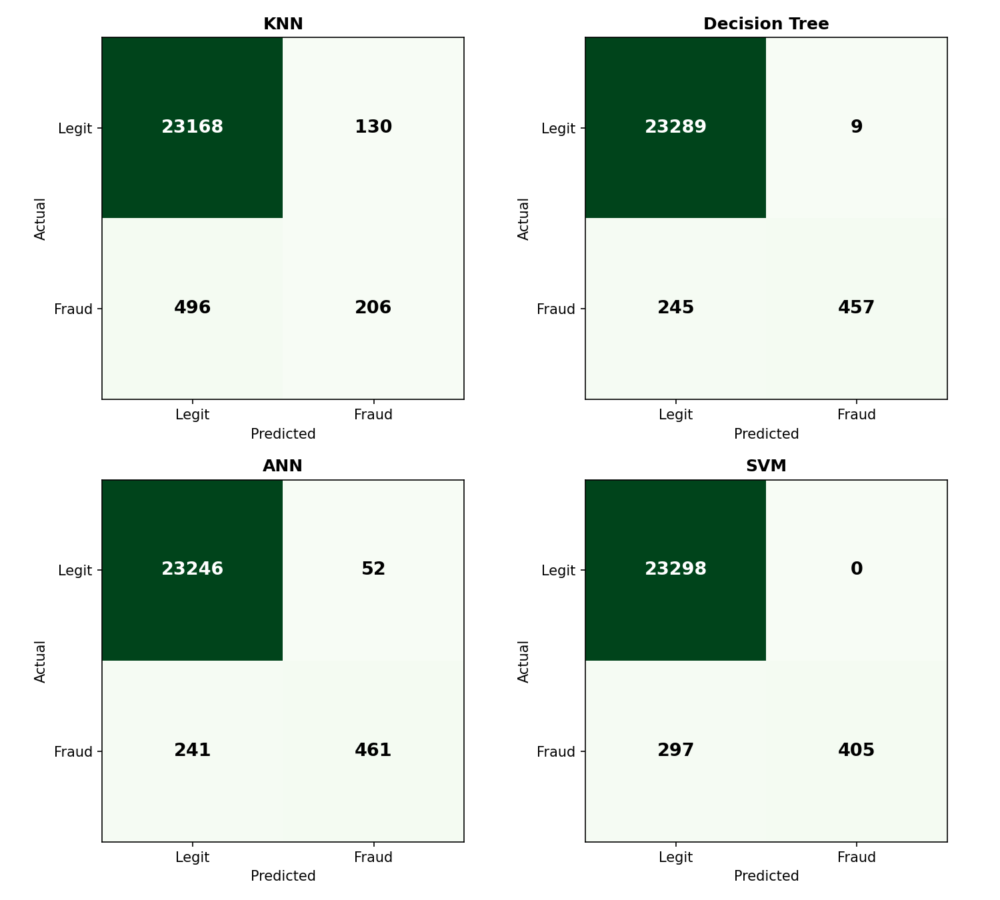 KNN
Legit
23168
130
Actual
Fraud
496
206
Legit
Fraud
Predicted
Decision Tree
Legit
23289
9
Actual
Fraud
245
457
Legit
Fraud
Predicted
ANN
Legit
23246
52
Actual
Fraud
241
461
Legit
Fraud
Predicted
SVM
Legit
23298
0
Actual
Fraud
297
405
Legit
Fraud
Predicted